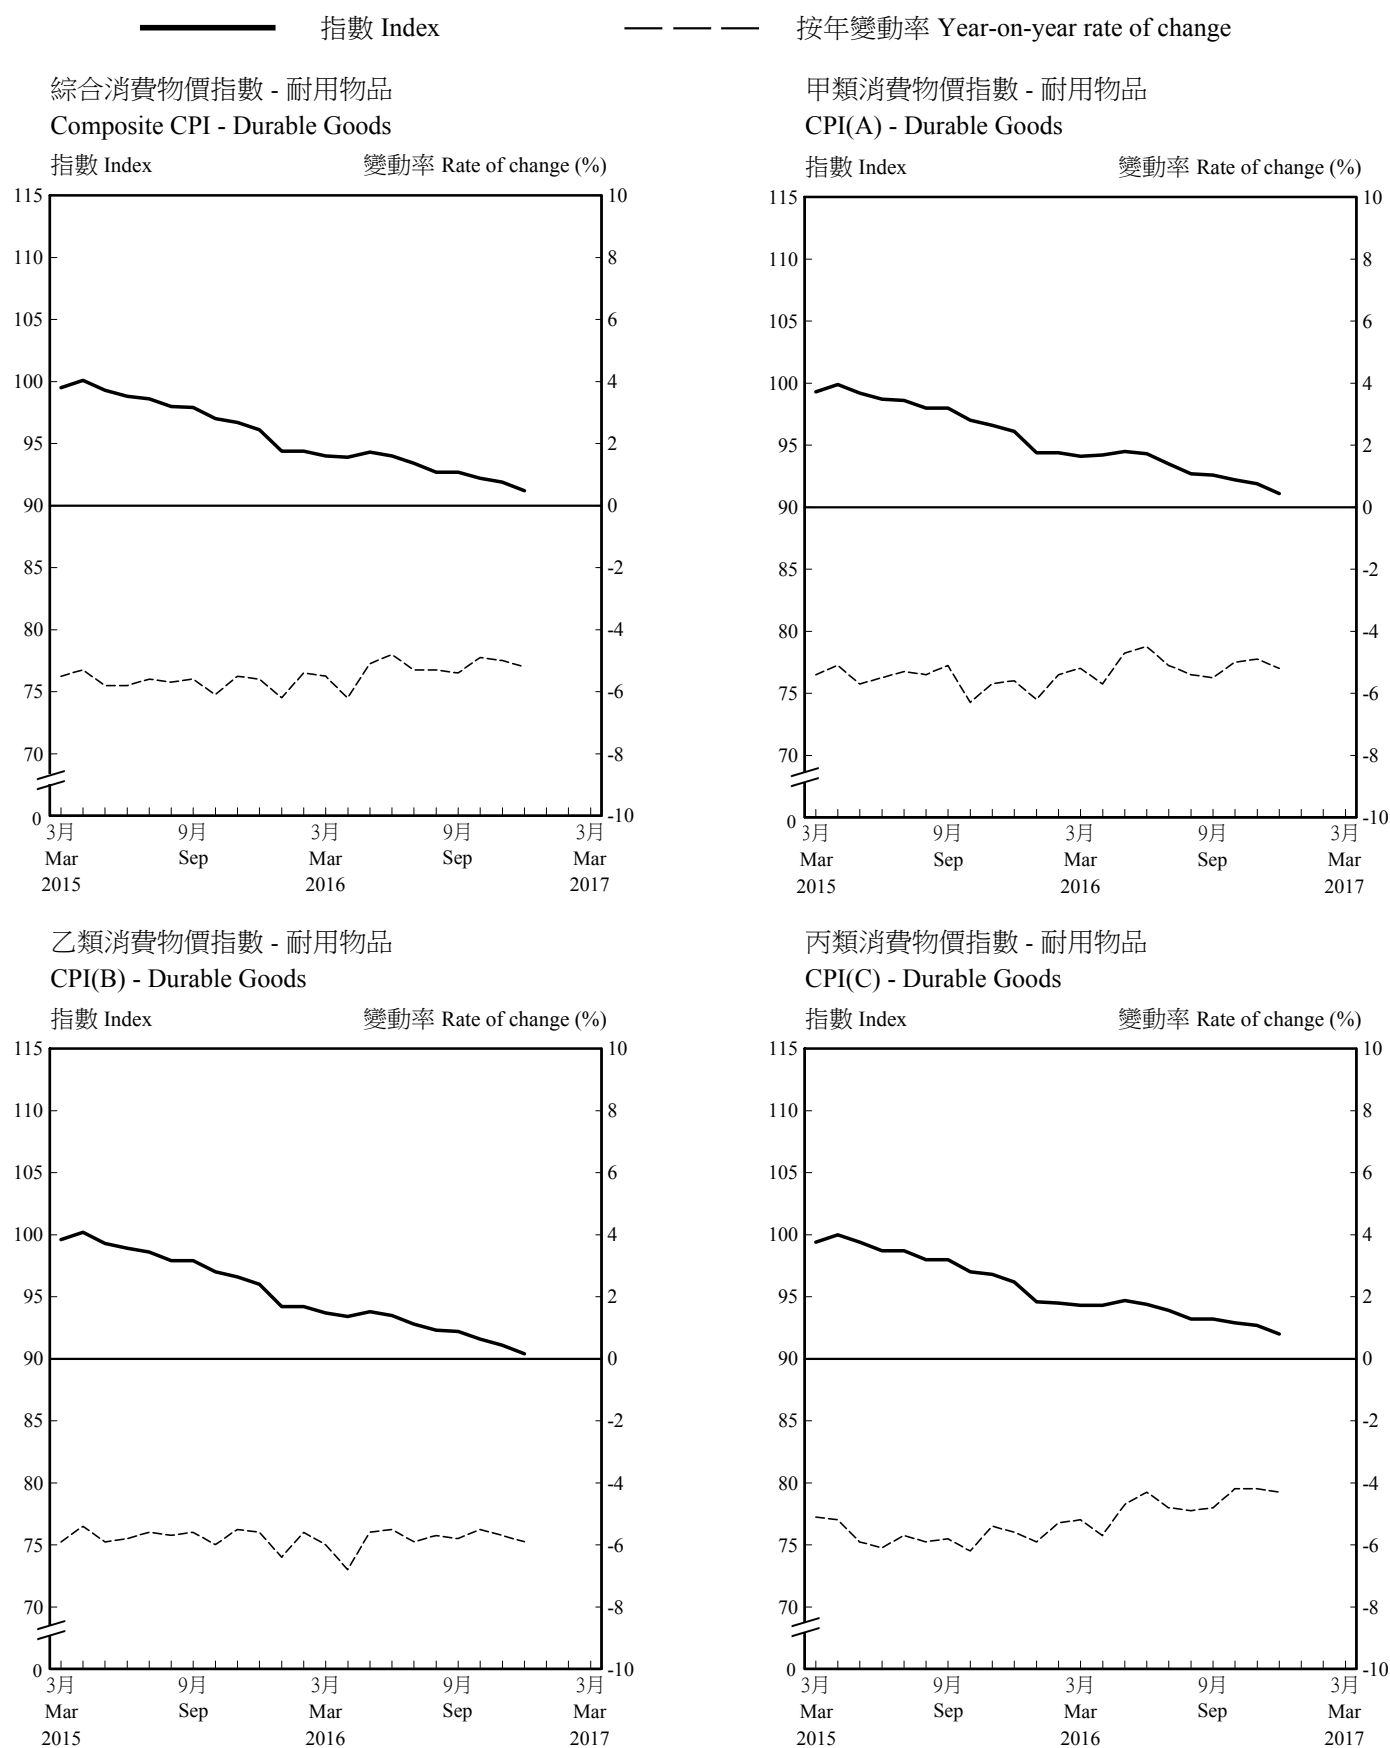 指數 Index
按年變動率 Year-on-year rate of change
綜合消費物價指數 - 耐用物品
Composite CPI - Durable Goods
指數 Index 變動率 Rate of change (%)
115 10
110 8
105 6
100 4
95 2
90 0
85 -2
80 -4
75 -6
70 -8
0 -10
3月 9月 3月 9月 3月
Mar Sep Mar Sep Mar
2015 2016 2017
甲類消費物價指數 - 耐用物品
CPI(A) - Durable Goods
指數 Index 變動率 Rate of change (%)
115 10
110 8
105 6
100 4
95 2
90 0
85 -2
80 -4
75 -6
70 -8
0 -10
3月 9月 3月 9月 3月
Mar Sep Mar Sep Mar
2015 2016 2017
乙類消費物價指數 - 耐用物品
CPI(B) - Durable Goods
指數 Index 變動率 Rate of change (%)
115 10
110 8
105 6
100 4
95 2
90 0
85 -2
80 -4
75 -6
70 -8
0 -10
3月 9月 3月 9月 3月
Mar Sep Mar Sep Mar
2015 2016 2017
丙類消費物價指數 - 耐用物品
CPI(C) - Durable Goods
指數 Index 變動率 Rate of change (%)
115 10
110 8
105 6
100 4
95 2
90 0
85 -2
80 -4
75 -6
70 -8
0 -10
3月 9月 3月 9月 3月
Mar Sep Mar Sep Mar
2015 2016 2017